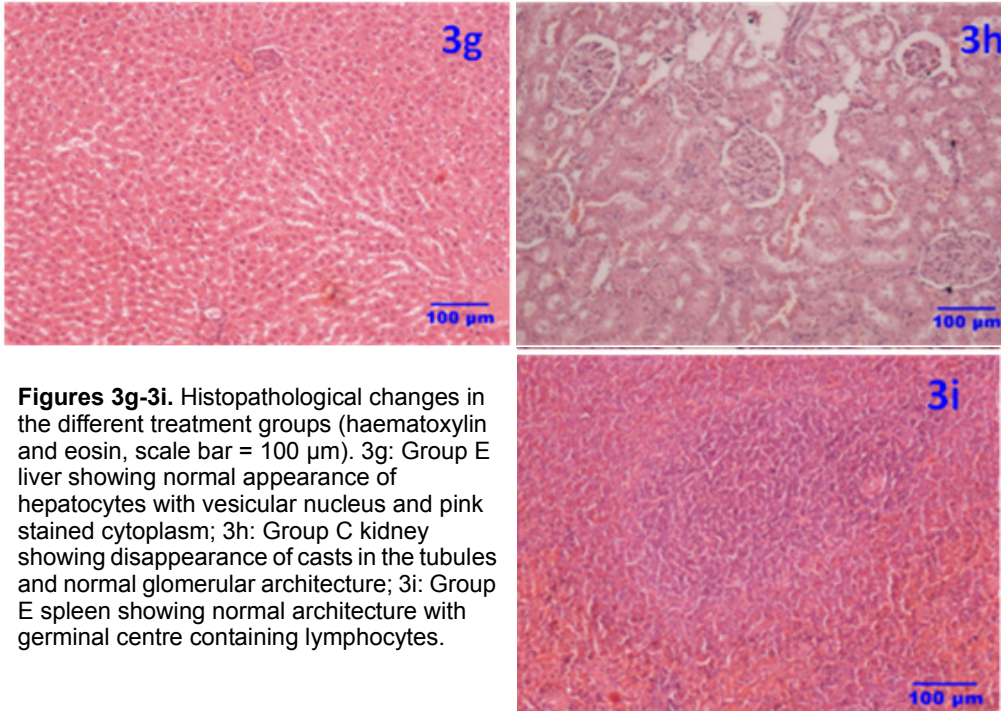 3g
100 µm
3h
100 µm
Figures 3g-3i. Histopathological changes in
the different treatment groups (haematoxylin
and eosin, scale bar = 100 µm). 3g: Group E
liver showing normal appearance of
hepatocytes with vesicular nucleus and pink
stained cytoplasm; 3h: Group C kidney
showing disappearance of casts in the tubules
and normal glomerular architecture; 3i: Group
E spleen showing normal architecture with
germinal centre containing lymphocytes.
3i
100 µm